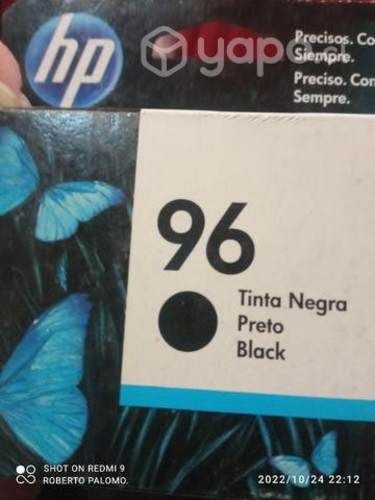 hp
yapo.cl
Precisos. Co
Siempre.
Preciso. Con
Sempre.
96
Tinta Negra
Preto
Black
SHOT ON REDMI 9
ROBERTO PALOMO.
2022/10/24 22:12